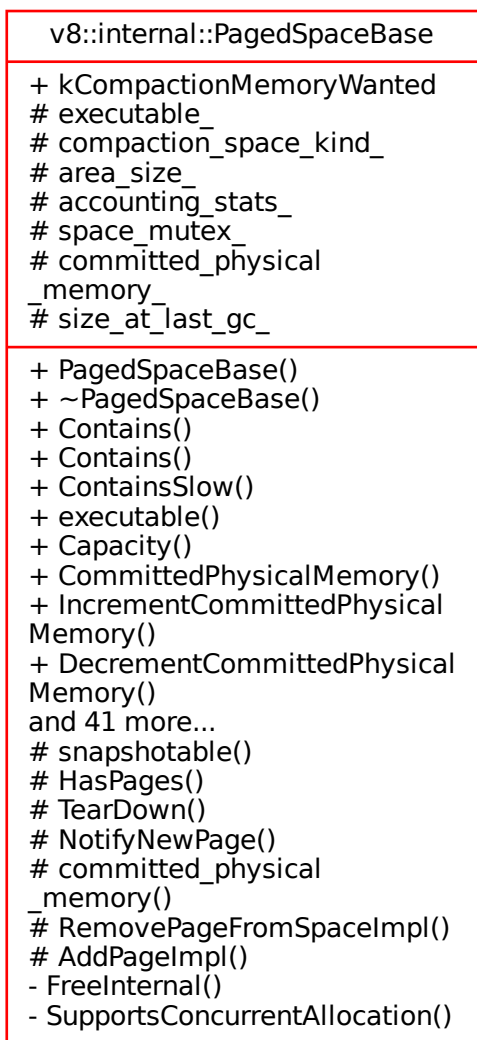 v8::internal::PagedSpaceBase
+ kCompactionMemoryWanted
# executable_
# compaction_space_kind_
# area_size_
# accounting_stats_
# space_mutex_
# committed_physical
_memory_
# size_at_last_gc_
+ PagedSpaceBase()
+ ~PagedSpaceBase()
+ Contains()
+ Contains()
+ ContainsSlow()
+ executable()
+ Capacity()
+ CommittedPhysicalMemory()
+ IncrementCommittedPhysical
Memory()
+ DecrementCommittedPhysical
Memory()
and 41 more...
# snapshotable()
# HasPages()
# TearDown()
# NotifyNewPage()
# committed_physical
_memory()
# RemovePageFromSpaceImpl()
# AddPageImpl()
- FreeInternal()
- SupportsConcurrentAllocation()